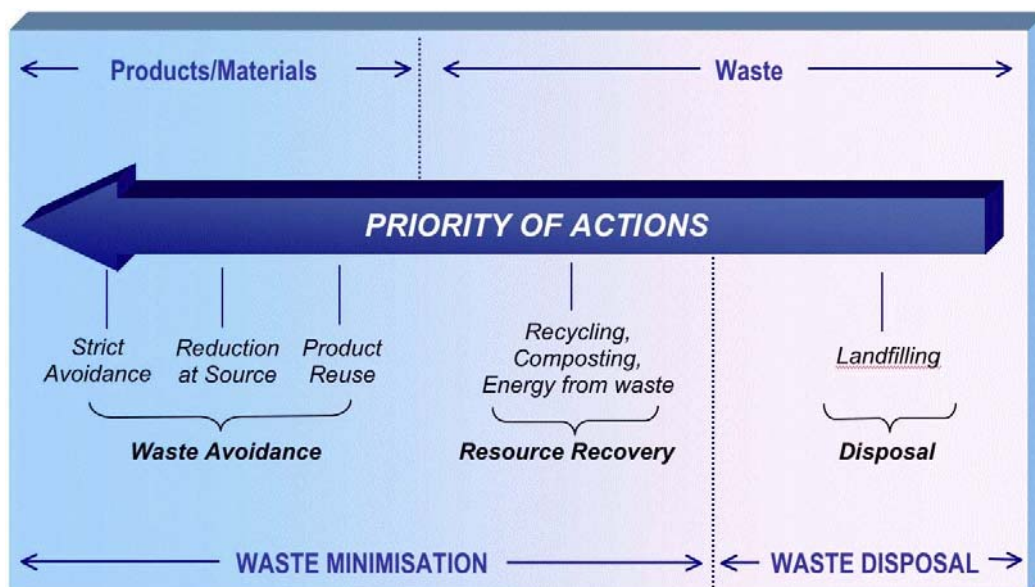 Products/Materials
Waste
PRIORITY OF ACTIONS
Strict
Avoidance
Reduction
at Source
Product
Reuse
Recycling,
Composting,
Energy from waste
Landfilling
Waste Avoidance
Resource Recovery
Disposal
WASTE MINIMISATION
WASTE DISPOSAL